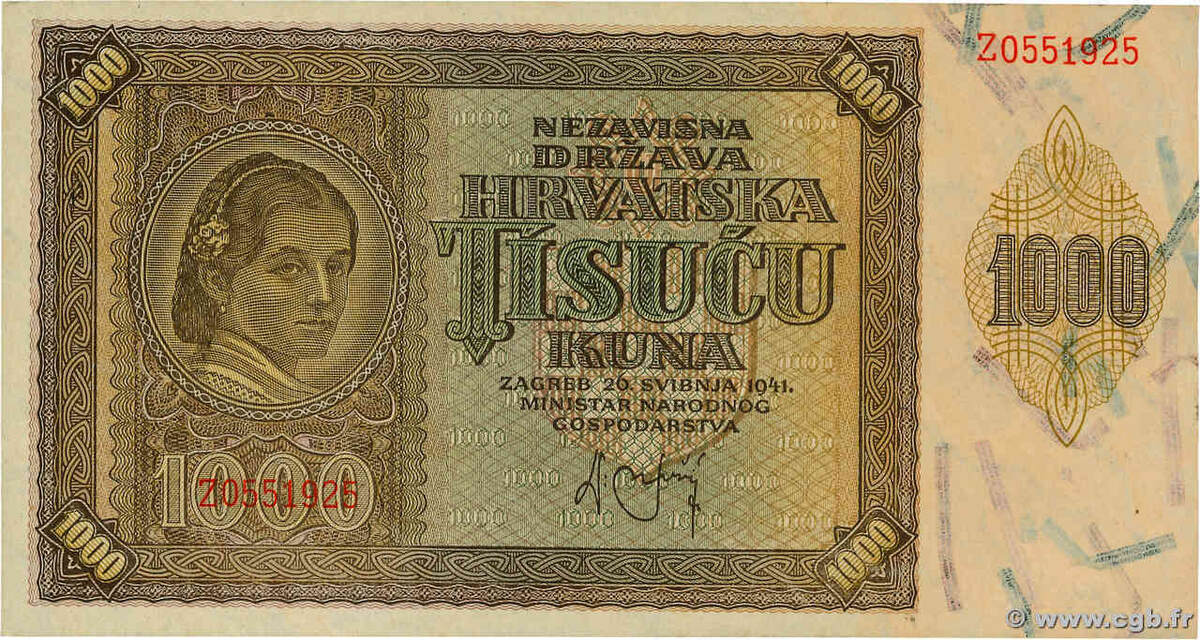 1000
1000
Z0551925
NEZAVISNA
DRŽAVA
HRVATSKA
TISUĆU
KUNA
ZAGREB 26. SVIBNJA 1941.
MINISTAR NARODNOG
GOSPODARSTVA
1000
1000
Z0551925
1000
1000
© www.cgb.fr